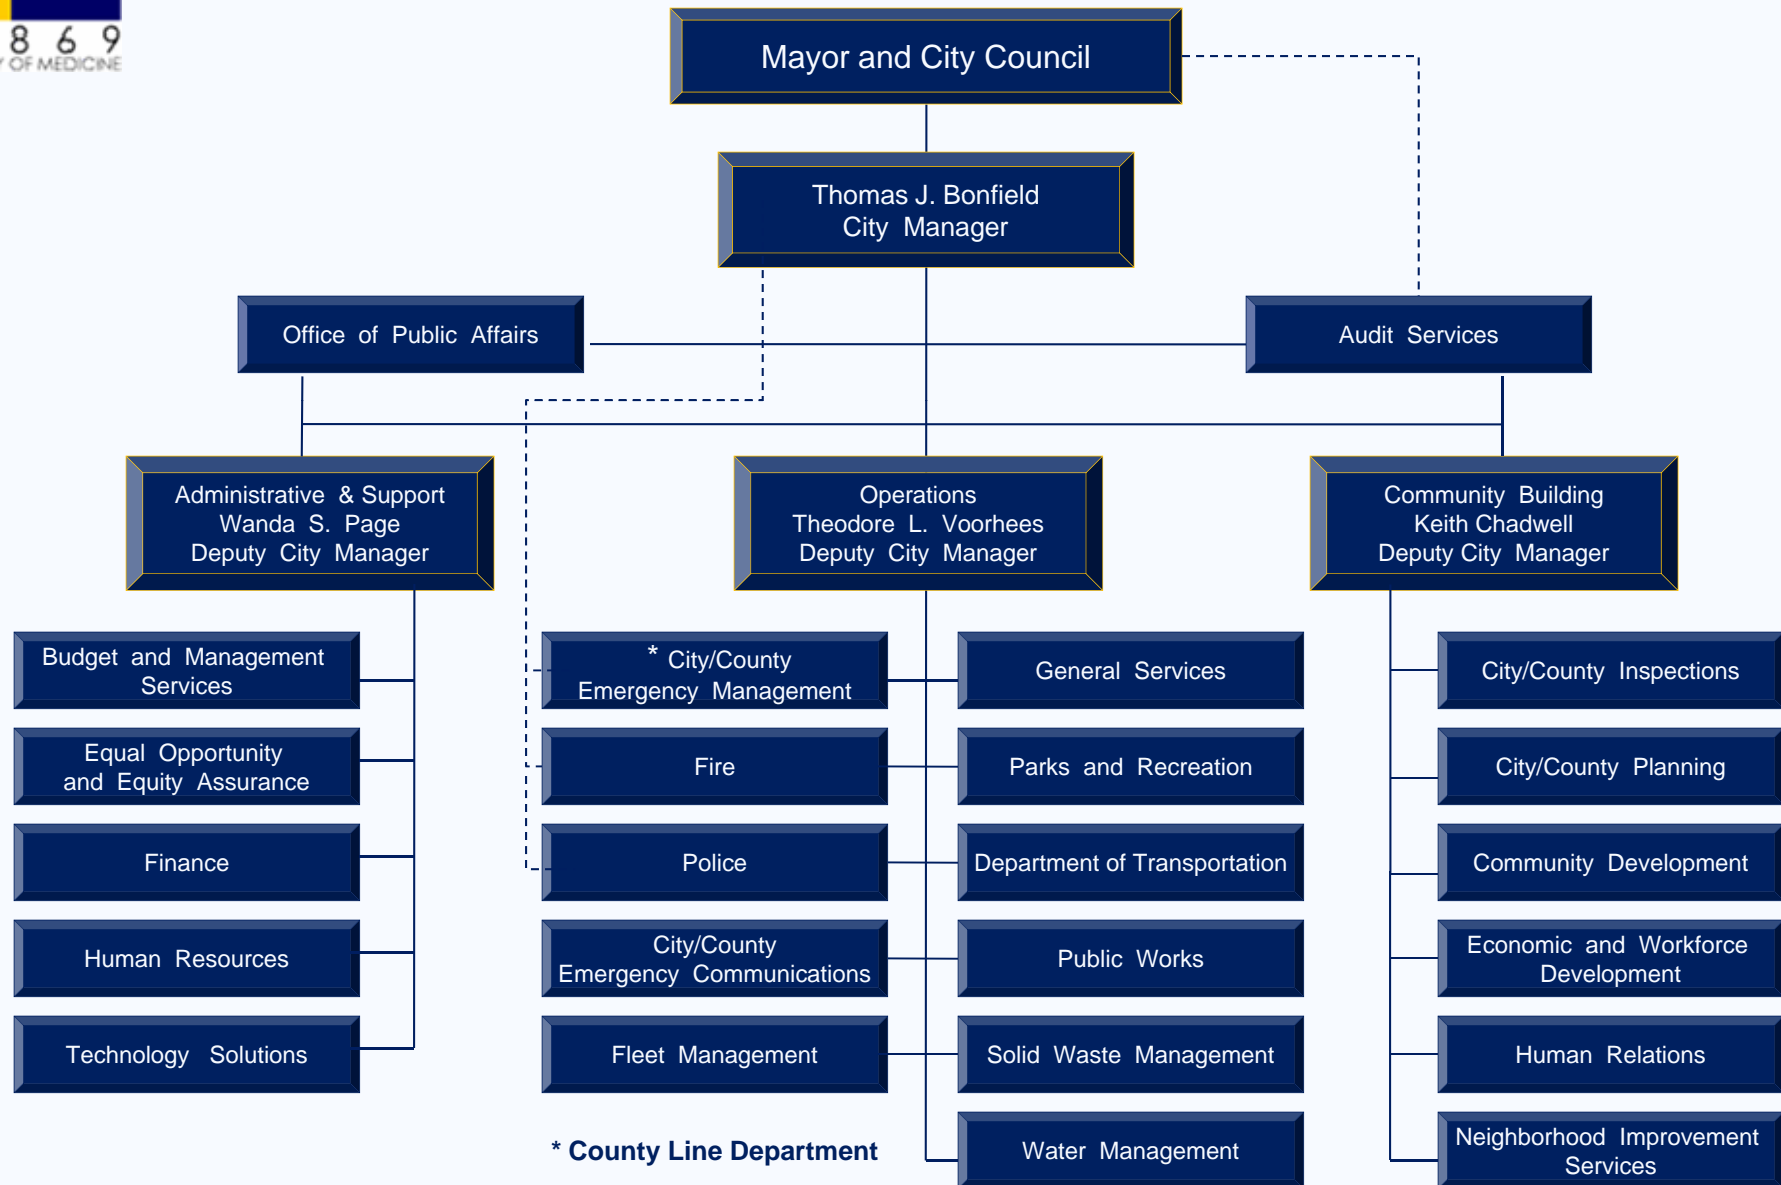 869
Y OF MEDICINE
Mayor and City Council
Thomas J. Bonfield
City Manager
Office of Public Affairs
Audit Services
Administrative & Support
Wanda S. Page
Deputy City Manager
Operations
Theodore L. Voorhees
Deputy City Manager
Community Building
Keith Chadwell
Deputy City Manager
Budget and Management
Services
Equal Opportunity
and Equity Assurance
Finance
Human Resources
Technology Solutions
* City/County
Emergency Management
Fire
Police
City/County
Emergency Communications
Fleet Management
General Services
Parks and Recreation
Department of Transportation
Public Works
Solid Waste Management
Water Management
City/County Inspections
City/County Planning
Community Development
Economic and Workforce
Development
Human Relations
Neighborhood Improvement
Services
* County Line Department